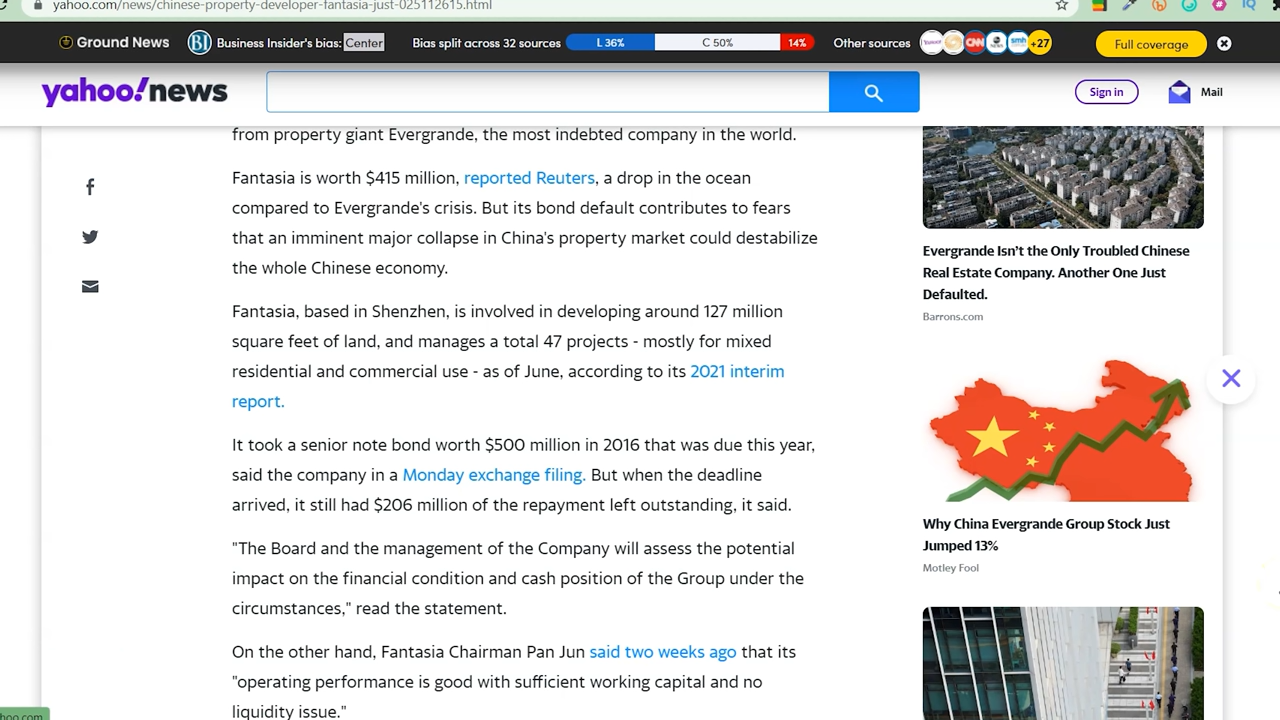 yahoo.com/news/chinese-property-developer-fantasia-just-025112615.html
Ground News
BI Business Insider's bias: Center
Bias split across 32 sources
L 36% C 50% 14%
Other sources
CNN
smh
+27
Full coverage
yahoo!news
Sign in
Mail
from property giant Evergrande, the most indebted company in the world.
Fantasia is worth $415 million, reported Reuters, a drop in the ocean
compared to Evergrande's crisis. But its bond default contributes to fears
that an imminent major collapse in China's property market could destabilize
the whole Chinese economy.
Fantasia, based in Shenzhen, is involved in developing around 127 million
square feet of land, and manages a total 47 projects - mostly for mixed
residential and commercial use - as of June, according to its 2021 interim
report.
It took a senior note bond worth $500 million in 2016 that was due this year,
said the company in a Monday exchange filing. But when the deadline
arrived, it still had $206 million of the repayment left outstanding, it said.
"The Board and the management of the Company will assess the potential
impact on the financial condition and cash position of the Group under the
circumstances," read the statement.
On the other hand, Fantasia Chairman Pan Jun said two weeks ago that its
"operating performance is good with sufficient working capital and no
liquidity issue."
Evergrande Isn't the Only Troubled Chinese
Real Estate Company. Another One Just
Defaulted.
Barrons.com
Why China Evergrande Group Stock Just
Jumped 13%
Motley Fool
hoo.com